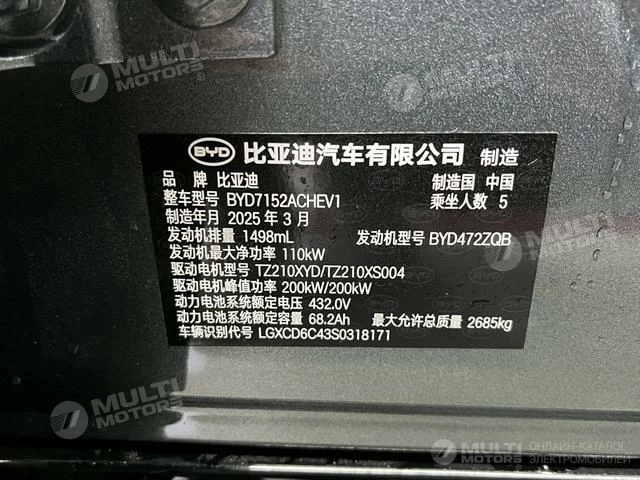 MULTI MOTORS
MULTI MOTORS
BYD 比亚迪汽车有限公司 制造
品 牌 比亚迪 制造国 中国
整车型号 BYD7152ACHEV1 乘坐人数 5
制造年月 2025 年 3 月
发动机排量 1498mL 发动机型号 BYD472ZQB
发动机最大净功率 110kW
驱动电机型号 TZ210XYD/TZ210XS004
驱动电机峰值功率 200kW/200kW
动力电池系统额定电压 432.0V
动力电池系统额定容量 68.2Ah 最大允许总质量 2685kg
车辆识别代号 LGXCD6C43S0318171
MULTI MOTORS
MULTI MOTORS ОНЛАЙН-КАТАЛОГ ЭЛЕКТРОМОБИЛЕЙ